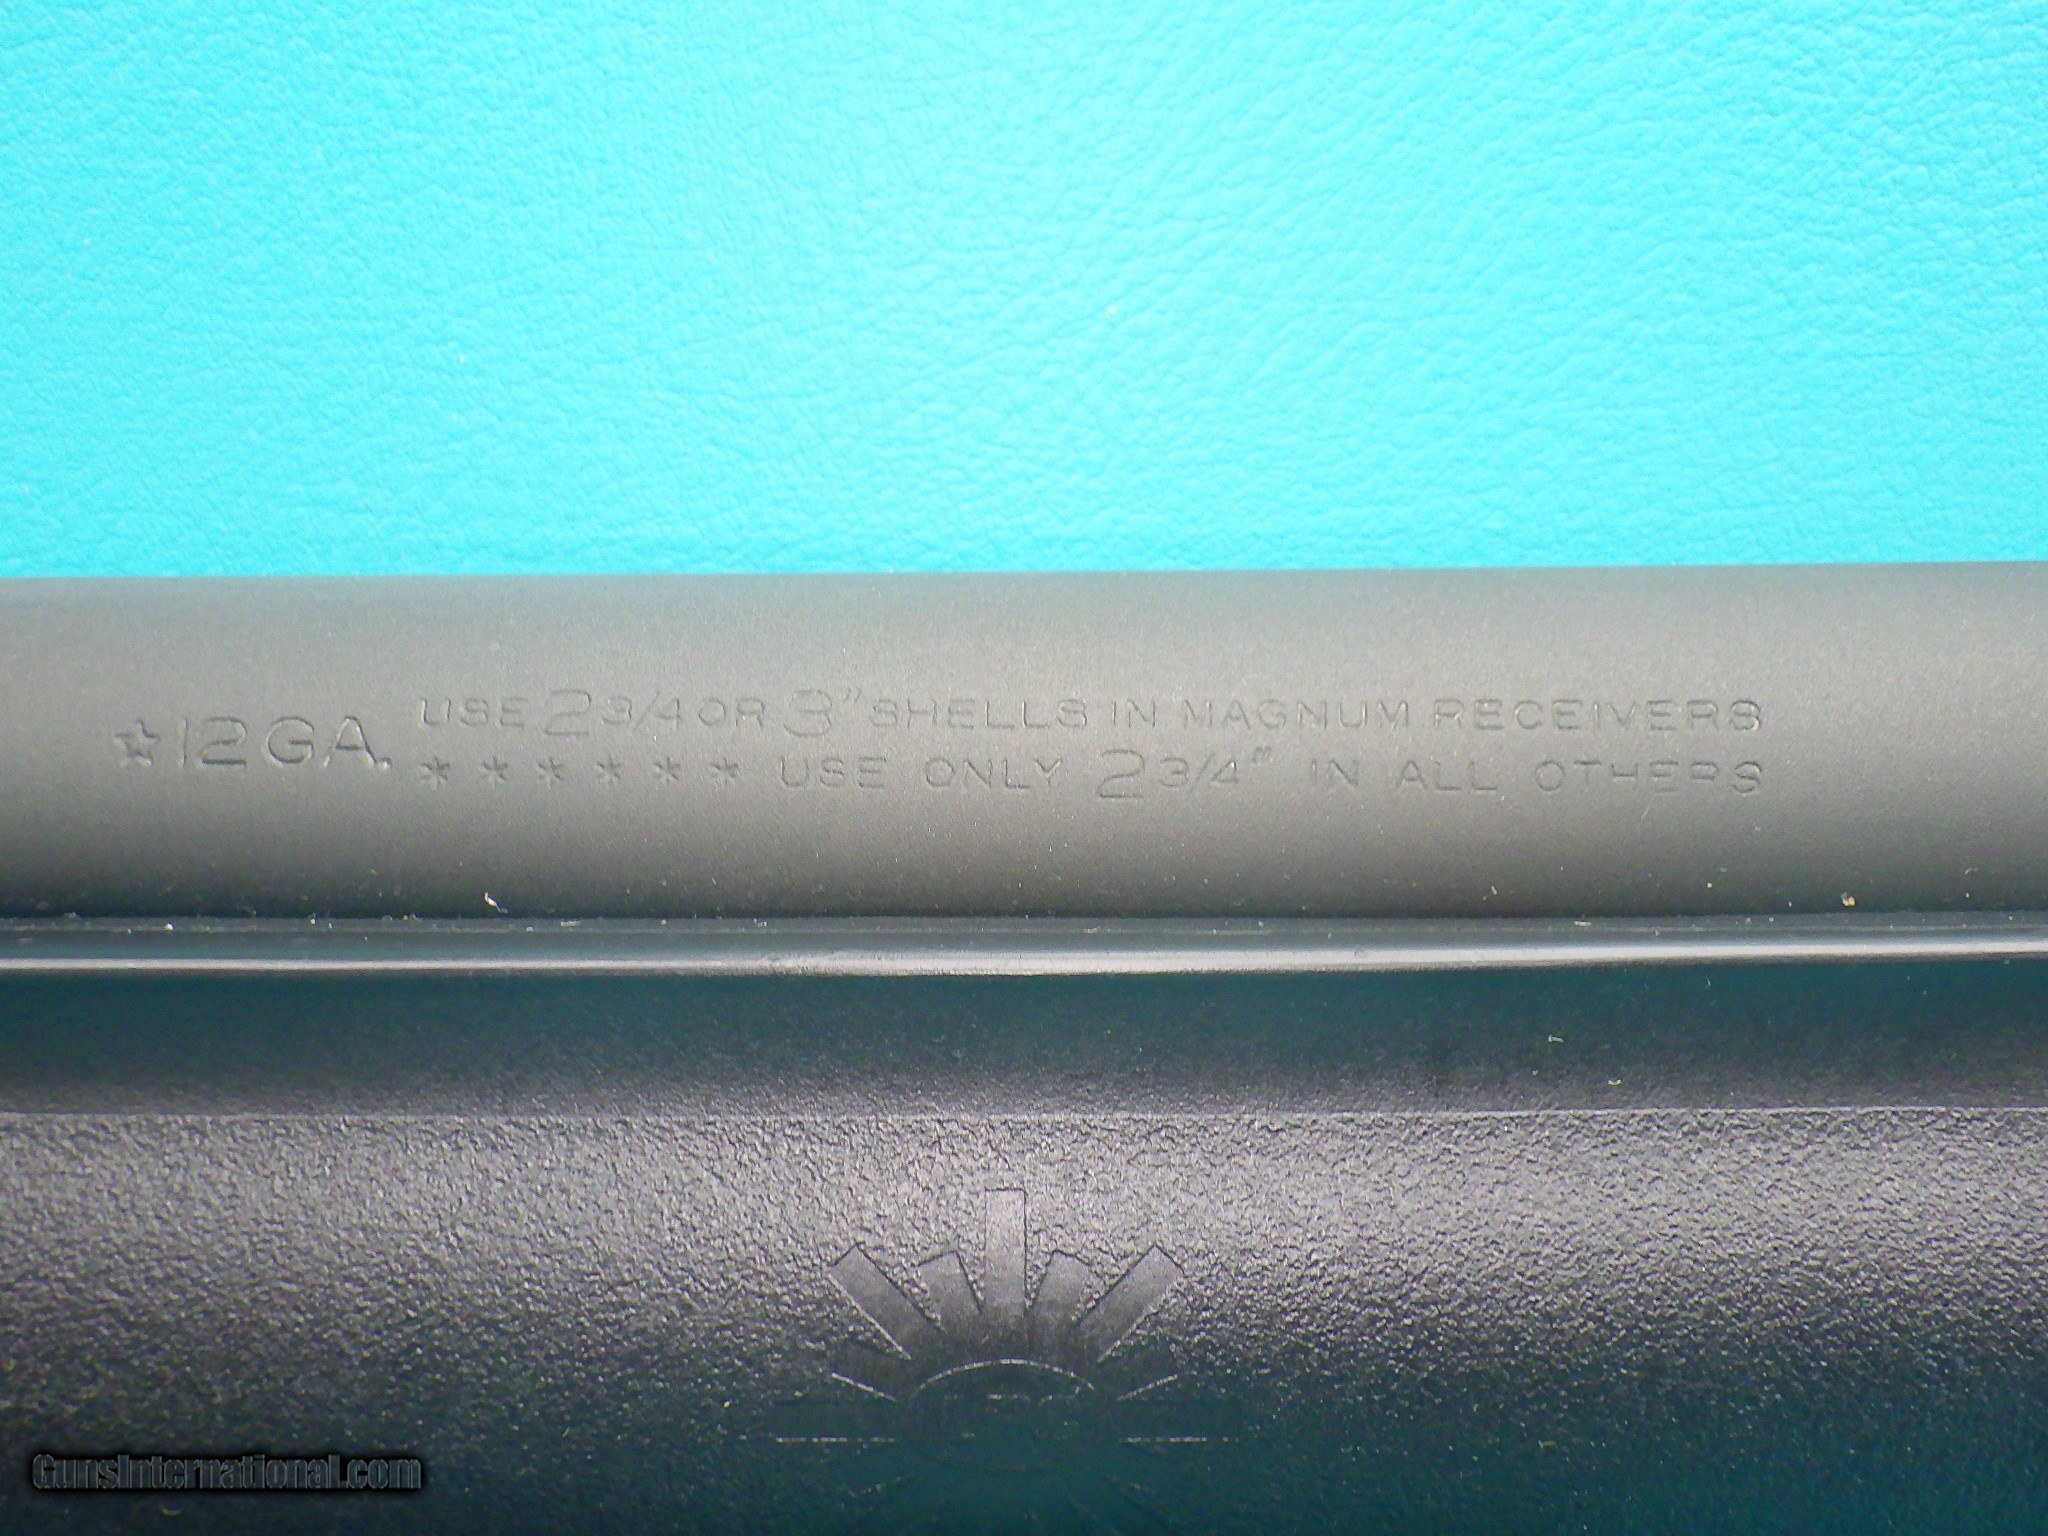 ☆12GA. USE 2 3/4 OR 3" SHELLS IN MAGNUM RECEIVERS
****** USE ONLY 2 3/4" IN ALL OTHERS
GunsInternational.com